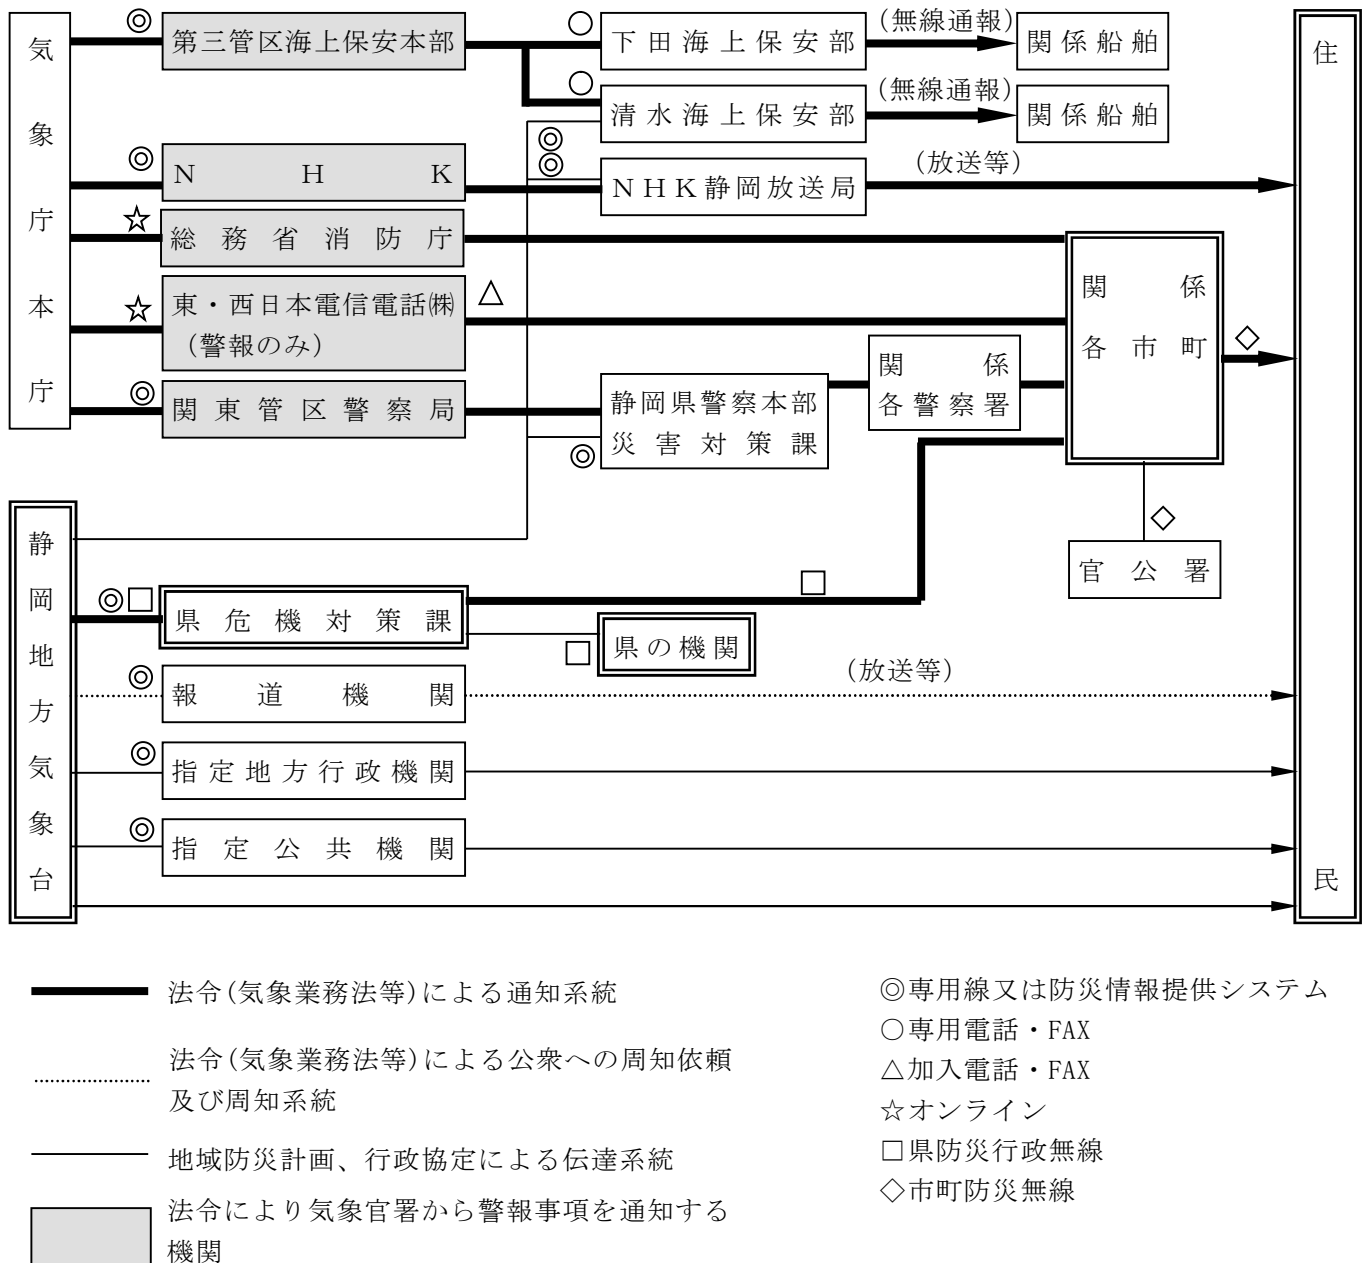 気象庁本庁
◎
第三管区海上保安本部
○
下田海上保安部
(無線通報)
関係船舶
○
清水海上保安部
(無線通報)
関係船舶
◎
NHK
◎
◎
NHK静岡放送局
(放送等)
☆
総務省消防庁
☆
東・西日本電信電話㈱
(警報のみ)
△
◎
関東管区警察局
静岡県警察本部
災害対策課
◎
関係
各警察署
関係
各市町
◇
◇
官公署
住民
静岡地方気象台
◎□
県危機対策課
□
□
県の機関
◎
報道機関
(放送等)
◎
指定地方行政機関
◎
指定公共機関
法令(気象業務法等)による通知系統
法令(気象業務法等)による公衆への周知依頼
及び周知系統
地域防災計画、行政協定による伝達系統
法令により気象官署から警報事項を通知する
機関
◎専用線又は防災情報提供システム
○専用電話・FAX
△加入電話・FAX
☆オンライン
□県防災行政無線
◇市町防災無線